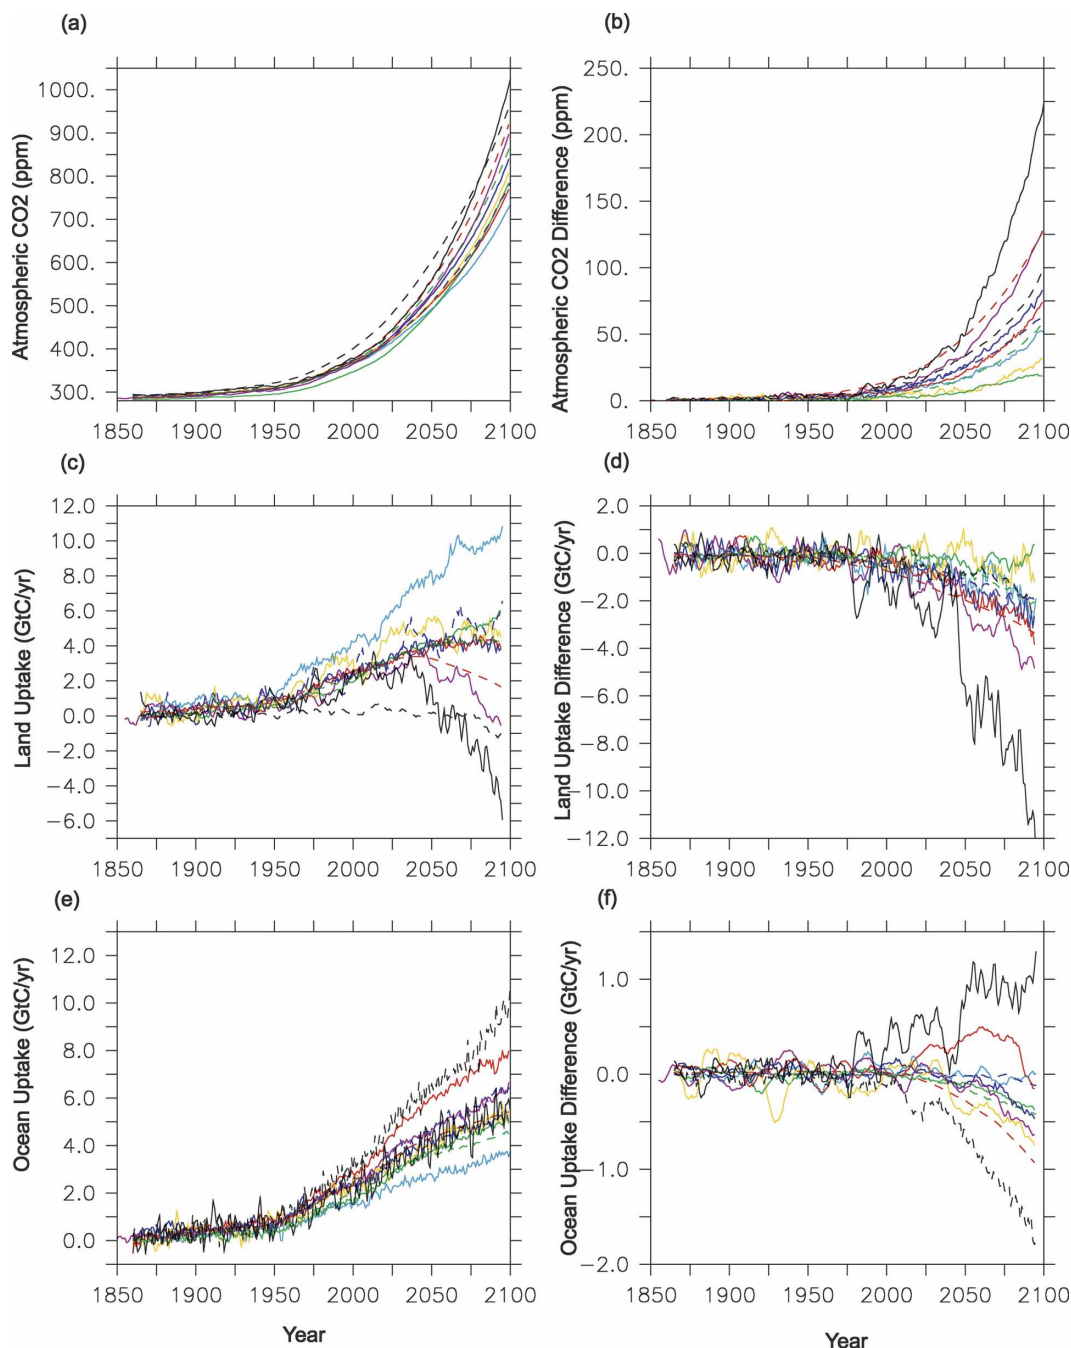 (a)
Atmospheric CO2 (ppm)
1000.
900.
800.
700.
600.
500.
400.
300.
1850 1900 1950 2000 2050 2100
(b)
Atmospheric CO2 Difference (ppm)
250.
200.
150.
100.
50.
0.
1850 1900 1950 2000 2050 2100
(c)
Land Uptake (GtC/yr)
12.0
10.0
8.0
6.0
4.0
2.0
0.0
−2.0
−4.0
−6.0
1850 1900 1950 2000 2050 2100
(d)
Land Uptake Difference (GtC/yr)
2.0
0.0
−2.0
−4.0
−6.0
−8.0
−10.0
−12.0
1850 1900 1950 2000 2050 2100
(e)
Ocean Uptake (GtC/yr)
12.0
10.0
8.0
6.0
4.0
2.0
0.0
1850 1900 1950 2000 2050 2100
Year
(f)
Ocean Uptake Difference (GtC/yr)
1.0
0.0
−1.0
−2.0
1850 1900 1950 2000 2050 2100
Year